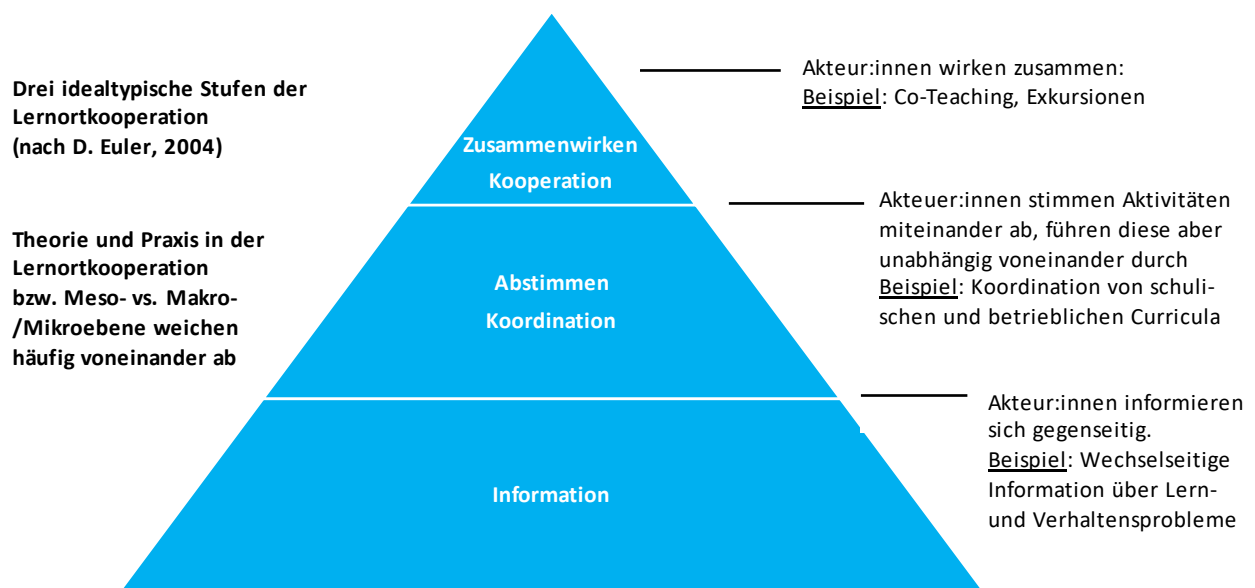 Drei idealtypische Stufen der
Lernortkooperation
(nach D. Euler, 2004)
Theorie und Praxis in der
Lernortkooperation
bzw. Meso- vs. Makro-
/Mikroebene weichen
häufig voneinander ab
Zusammenwirken
Kooperation
Abstimmen
Koordination
Information
Akteur:innen wirken zusammen:
Beispiel: Co-Teaching, Exkursionen
Akteuer:innen stimmen Aktivitäten
miteinander ab, führen diese aber
unabhängig voneinander durch
Beispiel: Koordination von schuli-
schen und betrieblichen Curricula
Akteur:innen informieren
sich gegenseitig.
Beispiel: Wechselseitige
Information über Lern-
und Verhaltensprobleme